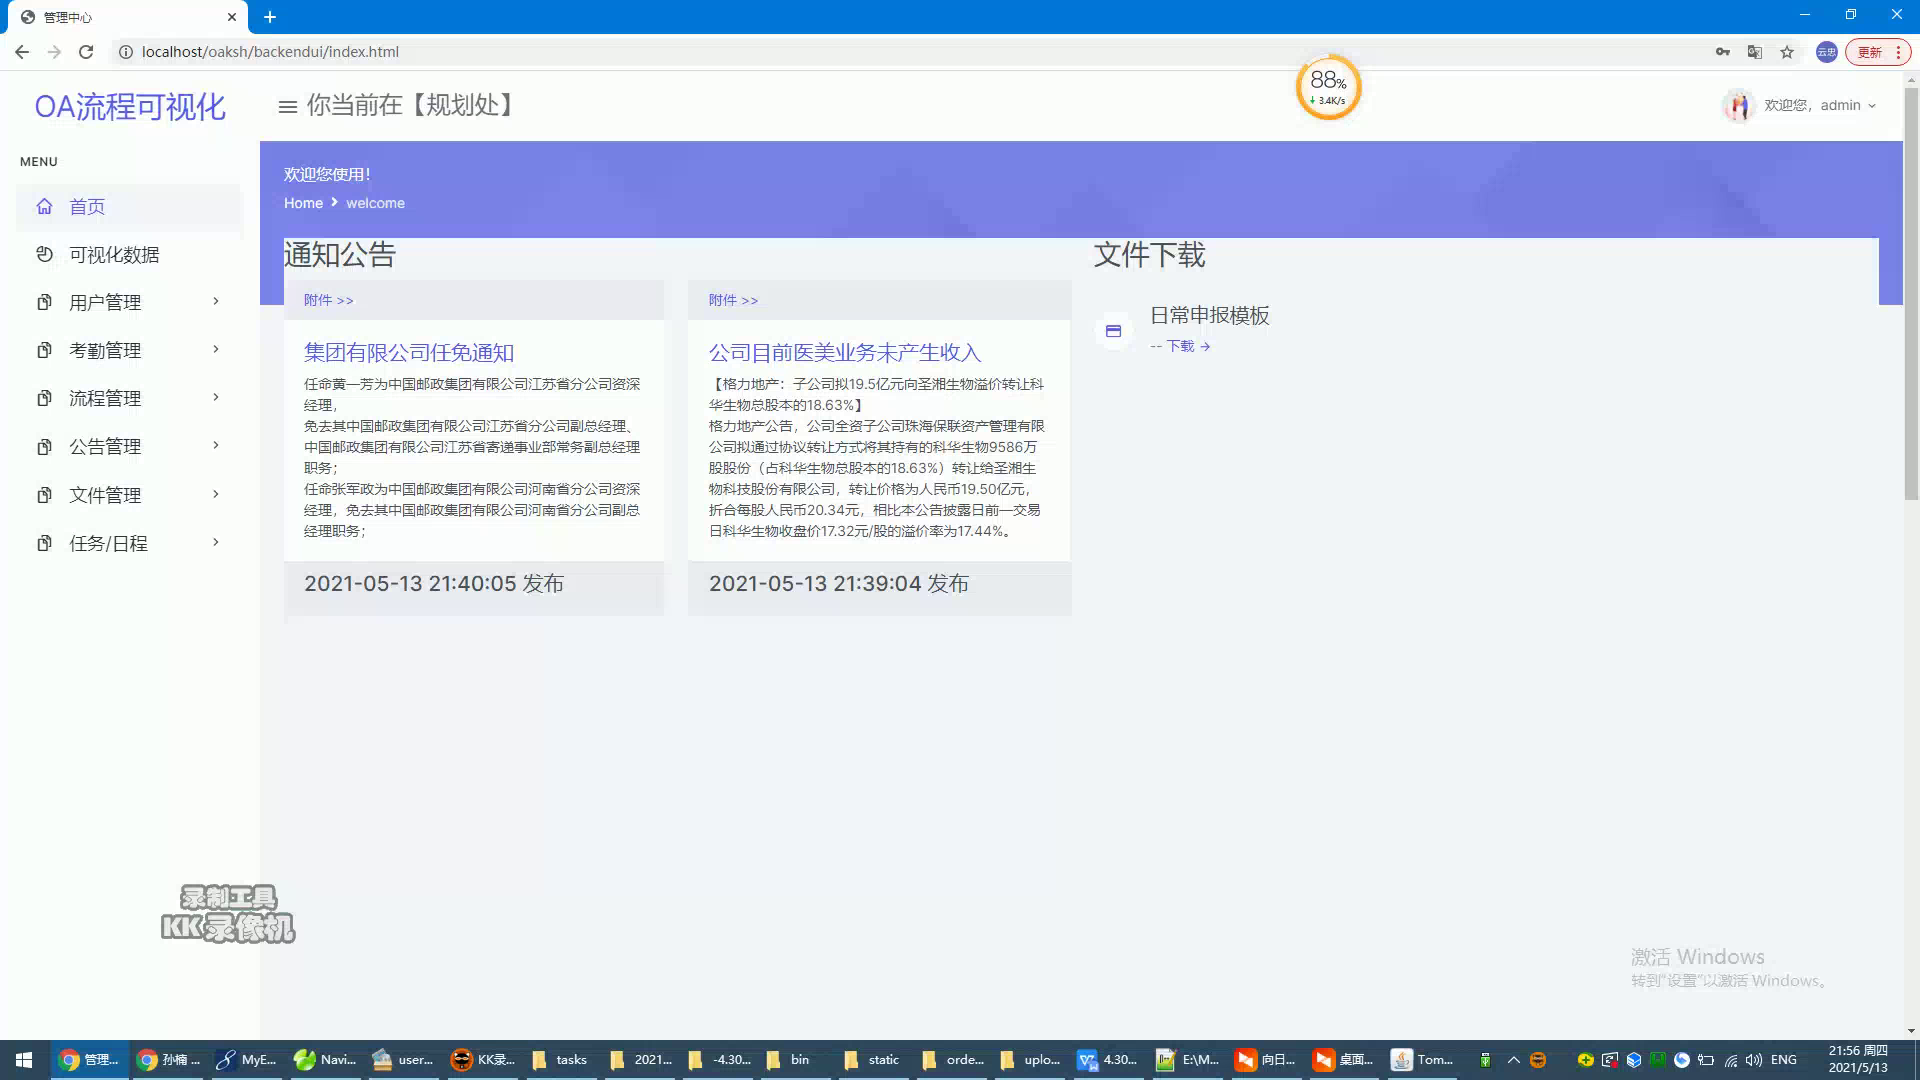 管理中心
localhost/oaksh/backendui/index.html
更新
云忠
88%
3.4K/s
OA流程可视化
你当前在【规划处】
欢迎您，admin
MENU
首页
可视化数据
用户管理
考勤管理
流程管理
公告管理
文件管理
任务/日程
欢迎您使用！
Home
welcome
通知公告
附件 >>
集团有限公司任免通知
任命黄一芳为中国邮政集团有限公司江苏省分公司资深
经理，
免去其中国邮政集团有限公司江苏省分公司副总经理、
中国邮政集团有限公司江苏省寄递事业部常务副总经理
职务；
任命张军政为中国邮政集团有限公司河南省分公司资深
经理，免去其中国邮政集团有限公司河南省分公司副总
经理职务；
2021-05-13 21:40:05 发布
附件 >>
公司目前医美业务未产生收入
【格力地产：子公司拟19.5亿元向圣湘生物溢价转让科
华生物总股本的18.63%】
格力地产公告，公司全资子公司珠海保联资产管理有限
公司拟通过协议转让方式将其持有的科华生物9586万
股股份（占科华生物总股本的18.63%）转让给圣湘生
物科技股份有限公司，转让价格为人民币19.50亿元，
折合每股人民币20.34元，相比本公告披露日前一交易
日科华生物收盘价17.32元/股的溢价率为17.44%。
2021-05-13 21:39:04 发布
文件下载
日常申报模板
-- 下载 →
录制工具
KK录像机
激活 Windows
转到"设置"以激活 Windows。
管理...
孙楠 ...
MyE...
Navi...
user...
KK录...
tasks
2021...
-4.30...
bin
static
orde...
uplo...
4.30...
E:\M...
向日...
桌面...
Tom...
ENG
21:56 周四
2021/5/13